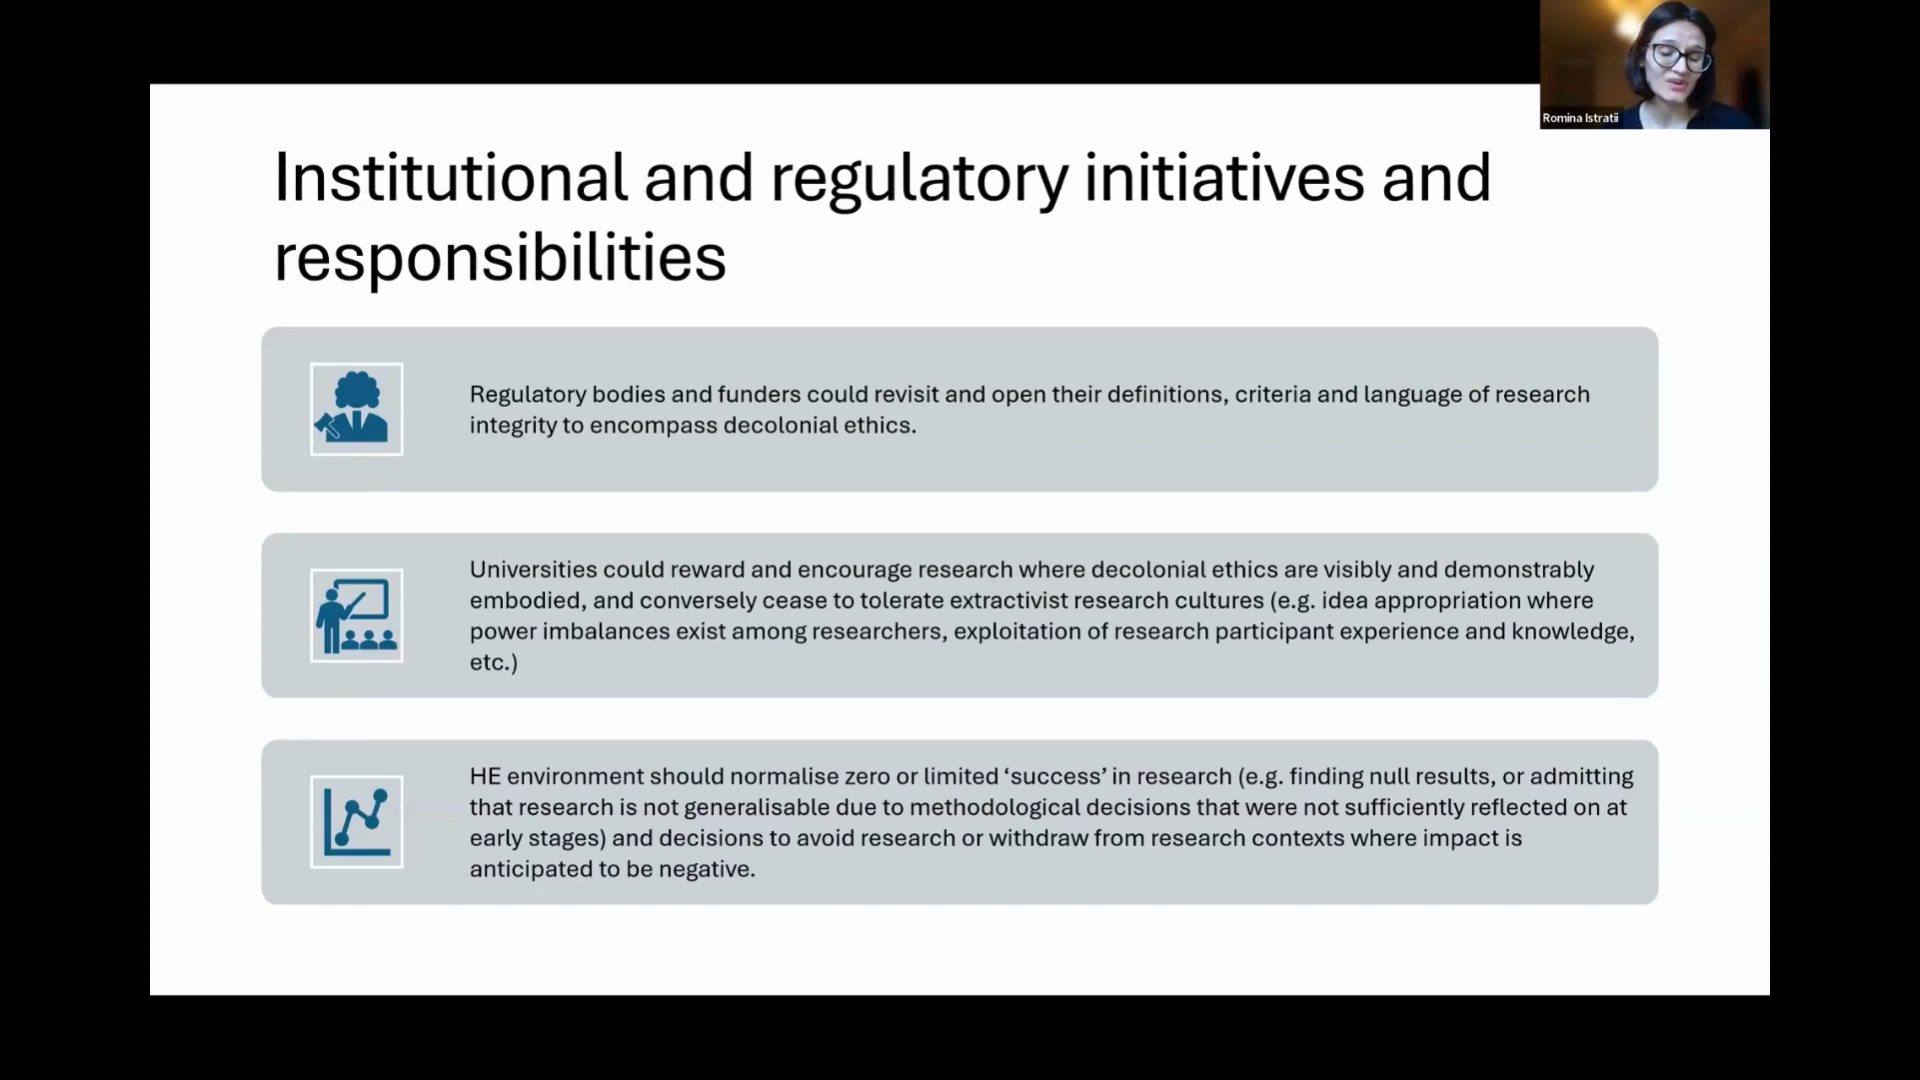 Romina Istratii
Institutional and regulatory initiatives and
responsibilities
Regulatory bodies and funders could revisit and open their definitions, criteria and language of research
integrity to encompass decolonial ethics.
Universities could reward and encourage research where decolonial ethics are visibly and demonstrably
embodied, and conversely cease to tolerate extractivist research cultures (e.g. idea appropriation where
power imbalances exist among researchers, exploitation of research participant experience and knowledge,
etc.)
HE environment should normalise zero or limited ‘success’ in research (e.g. finding null results, or admitting
that research is not generalisable due to methodological decisions that were not sufficiently reflected on at
early stages) and decisions to avoid research or withdraw from research contexts where impact is
anticipated to be negative.